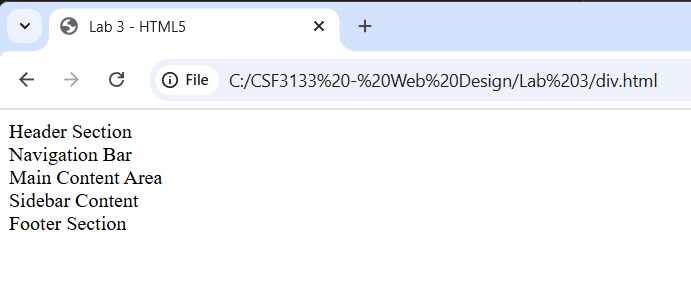 Lab 3 - HTML5
File C:/CSF3133%20-%20Web%20Design/Lab%203/div.html
Header Section
Navigation Bar
Main Content Area
Sidebar Content
Footer Section